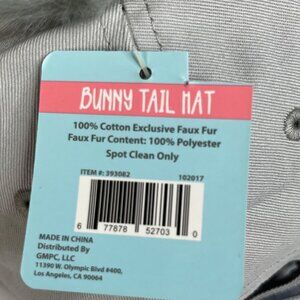 BUNNY TAIL HAT
100% Cotton Exclusive Faux Fur
Faux Fur Content: 100% Polyester
Spot Clean Only
ITEM #: 393082 102017
6 77878 52703 0
MADE IN CHINA
Distributed By
GMPC, LLC
11390 W. Olympic Blvd #400,
Los Angeles, CA 90064